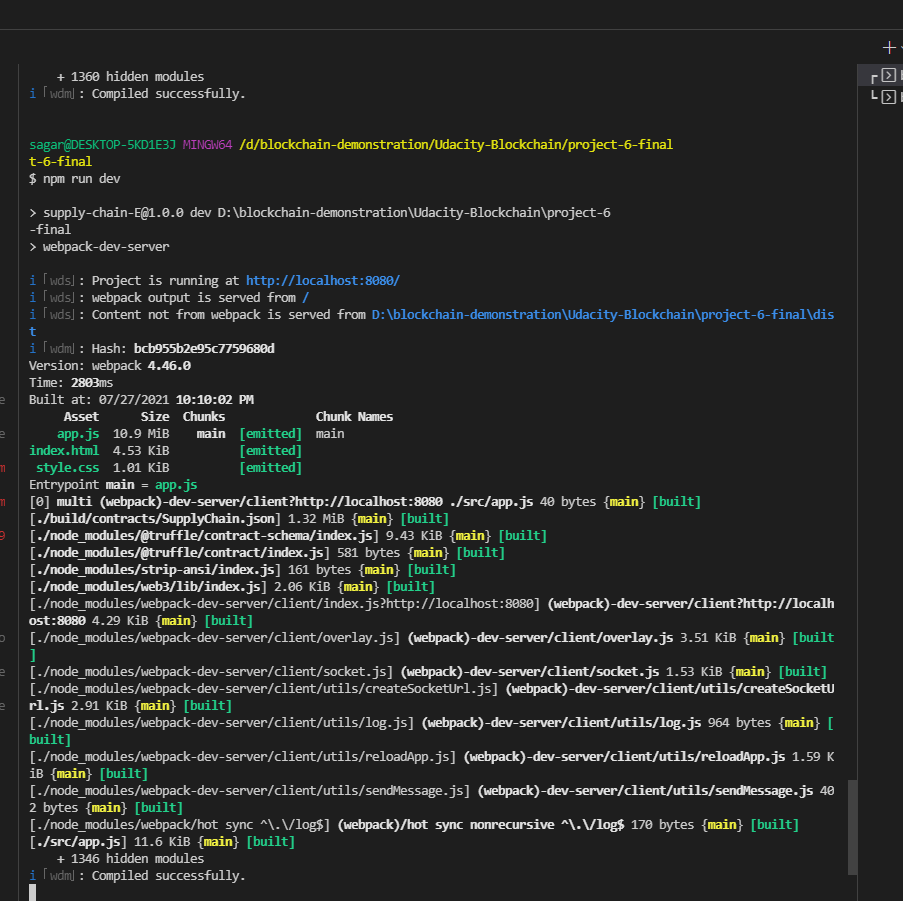 + 1360 hidden modules
i ｢wdm｣: Compiled successfully.
sagar@DESKTOP-5KD1E3J MINGW64 /d/blockchain-demonstration/Udacity-Blockchain/project-6-final
t-6-final
$ npm run dev
> supply-chain-E@1.0.0 dev D:\blockchain-demonstration\Udacity-Blockchain\project-6
-final
> webpack-dev-server
i ｢wds｣: Project is running at http://localhost:8080/
i ｢wds｣: webpack output is served from /
i ｢wds｣: Content not from webpack is served from D:\blockchain-demonstration\Udacity-Blockchain\project-6-final\dis
t
i ｢wdm｣: Hash: bcb955b2e95c7759680d
Version: webpack 4.46.0
Time: 2803ms
Built at: 07/27/2021 10:10:02 PM
Asset Size Chunks Chunk Names
app.js 10.9 MiB main [emitted] main
index.html 4.53 KiB [emitted]
style.css 1.01 KiB [emitted]
Entrypoint main = app.js
[0] multi (webpack)-dev-server/client?http://localhost:8080 ./src/app.js 40 bytes {main} [built]
[./build/contracts/SupplyChain.json] 1.32 MiB {main} [built]
[./node_modules/@truffle/contract-schema/index.js] 9.43 KiB {main} [built]
[./node_modules/@truffle/contract/index.js] 581 bytes {main} [built]
[./node_modules/strip-ansi/index.js] 161 bytes {main} [built]
[./node_modules/web3/lib/index.js] 2.06 KiB {main} [built]
[./node_modules/webpack-dev-server/client/index.js?http://localhost:8080] (webpack)-dev-server/client?http://localh
ost:8080 4.29 KiB {main} [built]
[./node_modules/webpack-dev-server/client/overlay.js] (webpack)-dev-server/client/overlay.js 3.51 KiB {main} [built
]
[./node_modules/webpack-dev-server/client/socket.js] (webpack)-dev-server/client/socket.js 1.53 KiB {main} [built]
[./node_modules/webpack-dev-server/client/utils/createSocketUrl.js] (webpack)-dev-server/client/utils/createSocketU
rl.js 2.91 KiB {main} [built]
[./node_modules/webpack-dev-server/client/utils/log.js] (webpack)-dev-server/client/utils/log.js 964 bytes {main} [
built]
[./node_modules/webpack-dev-server/client/utils/reloadApp.js] (webpack)-dev-server/client/utils/reloadApp.js 1.59 K
iB {main} [built]
[./node_modules/webpack-dev-server/client/utils/sendMessage.js] (webpack)-dev-server/client/utils/sendMessage.js 40
2 bytes {main} [built]
[./node_modules/webpack/hot sync ^\.\/log$] (webpack)/hot sync nonrecursive ^\.\/log$ 170 bytes {main} [built]
[./src/app.js] 11.6 KiB {main} [built]
+ 1346 hidden modules
i ｢wdm｣: Compiled successfully.